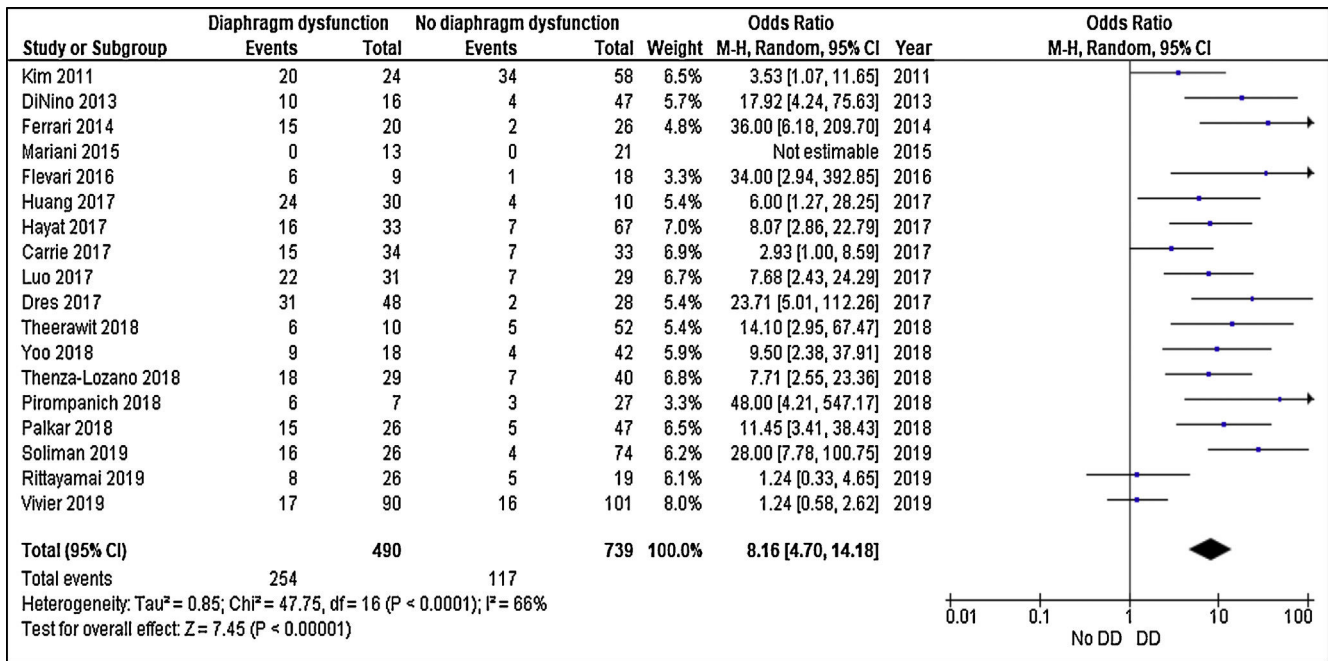 Diaphragm dysfunction No diaphragm dysfunction Odds Ratio Odds Ratio
Study or Subgroup Events Total Events Total Weight M-H, Random, 95% CI Year M-H, Random, 95% CI
Kim 2011 20 24 34 58 6.5% 3.53 [1.07, 11.65] 2011
DiNino 2013 10 16 4 47 5.7% 17.92 [4.24, 75.63] 2013
Ferrari 2014 15 20 2 26 4.8% 36.00 [6.18, 209.70] 2014
Mariani 2015 0 13 0 21 Not estimable 2015
Flevari 2016 6 9 1 18 3.3% 34.00 [2.94, 392.85] 2016
Huang 2017 24 30 4 10 5.4% 6.00 [1.27, 28.25] 2017
Hayat 2017 16 33 7 67 7.0% 8.07 [2.86, 22.79] 2017
Carrie 2017 15 34 7 33 6.9% 2.93 [1.00, 8.59] 2017
Luo 2017 22 31 7 29 6.7% 7.68 [2.43, 24.29] 2017
Dres 2017 31 48 2 28 5.4% 23.71 [5.01, 112.26] 2017
Theerawit 2018 6 10 5 52 5.4% 14.10 [2.95, 67.47] 2018
Yoo 2018 9 18 4 42 5.9% 9.50 [2.38, 37.91] 2018
Thenza-Lozano 2018 18 29 7 40 6.8% 7.71 [2.55, 23.36] 2018
Pirompanich 2018 6 7 3 27 3.3% 48.00 [4.21, 547.17] 2018
Palkar 2018 15 26 5 47 6.5% 11.45 [3.41, 38.43] 2018
Soliman 2019 16 26 4 74 6.2% 28.00 [7.78, 100.75] 2019
Rittayamai 2019 8 26 5 19 6.1% 1.24 [0.33, 4.65] 2019
Vivier 2019 17 90 16 101 8.0% 1.24 [0.58, 2.62] 2019
Total (95% CI) 490 739 100.0% 8.16 [4.70, 14.18]
Total events 254 117
Heterogeneity: Tau² = 0.85; Chi² = 47.75, df = 16 (P < 0.0001); I² = 66%
Test for overall effect: Z = 7.45 (P < 0.00001)
0.01 0.1 1 10 100
No DD DD